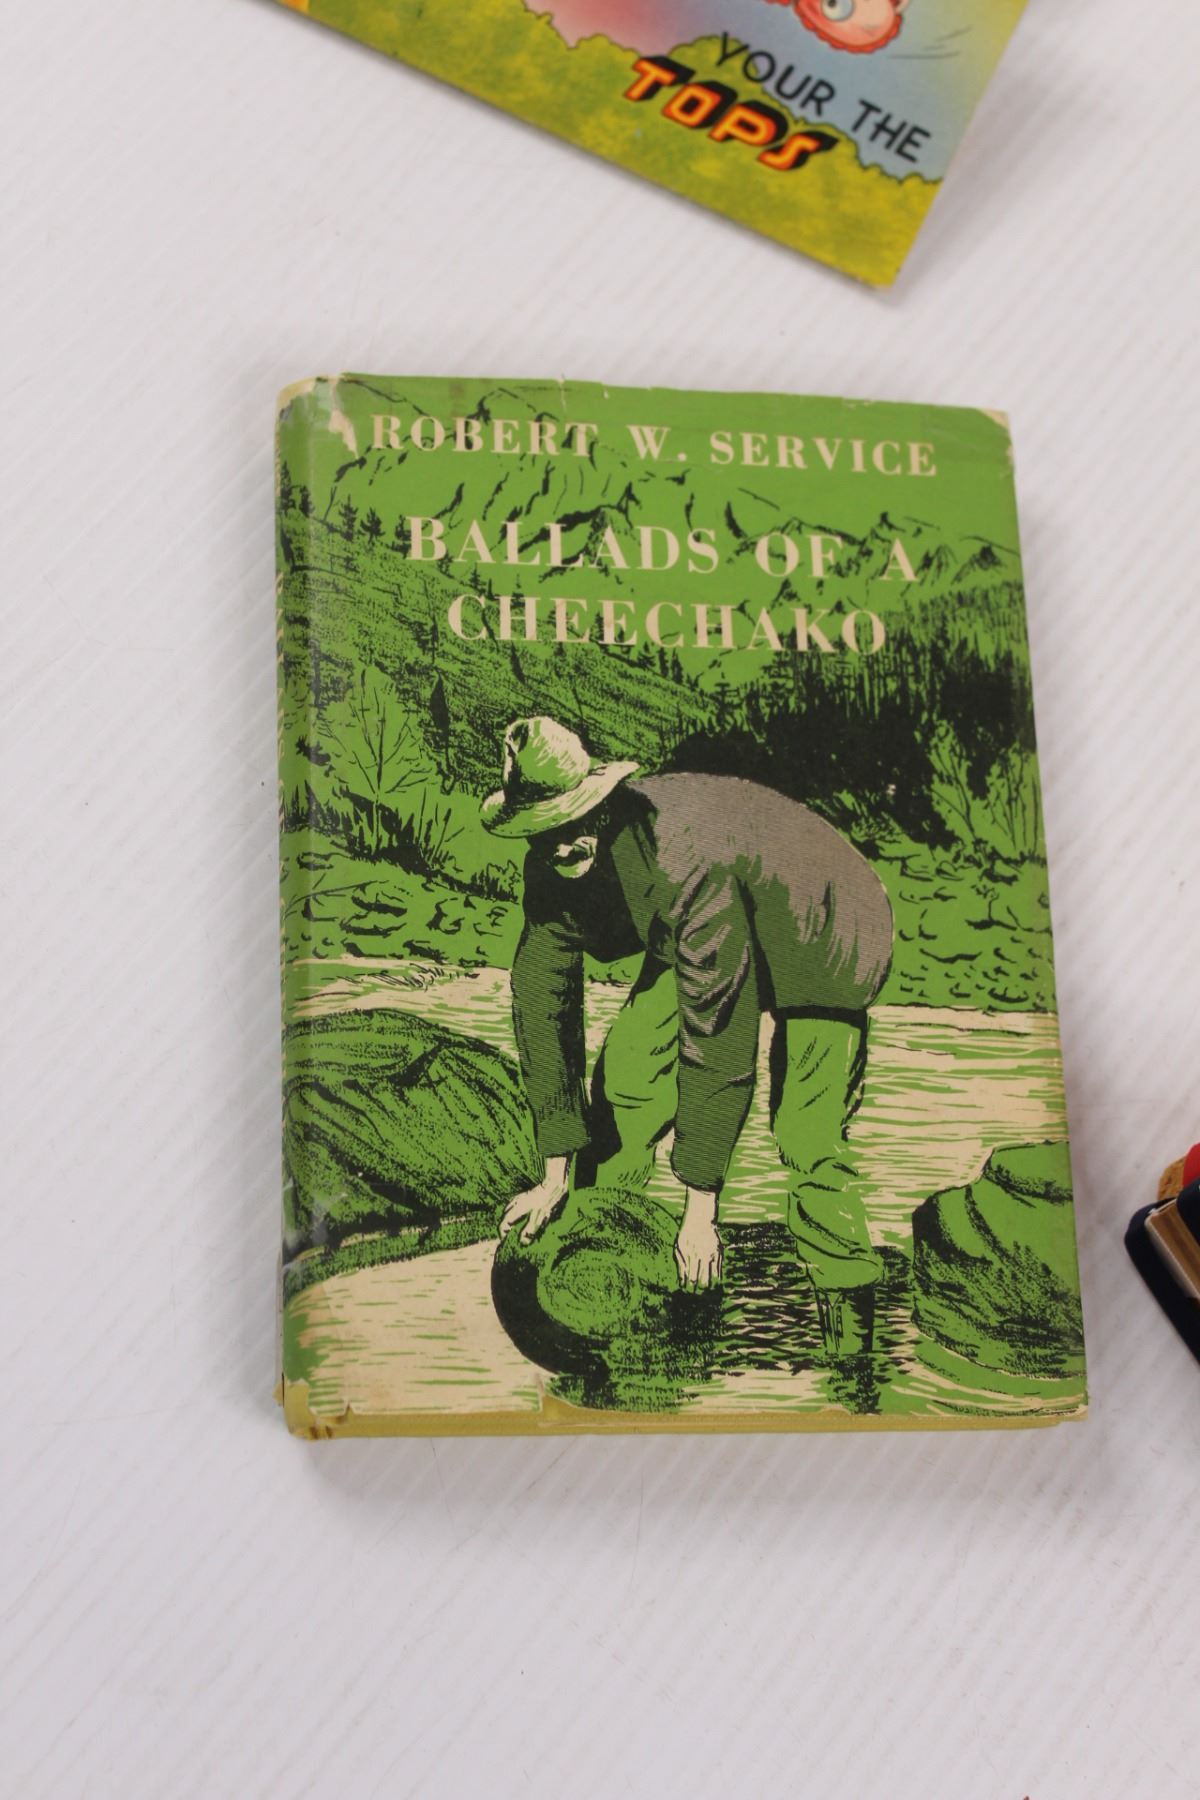 YOUR THE
TOPS
ROBERT W. SERVICE
BALLADS OF A
CHEECHAKO